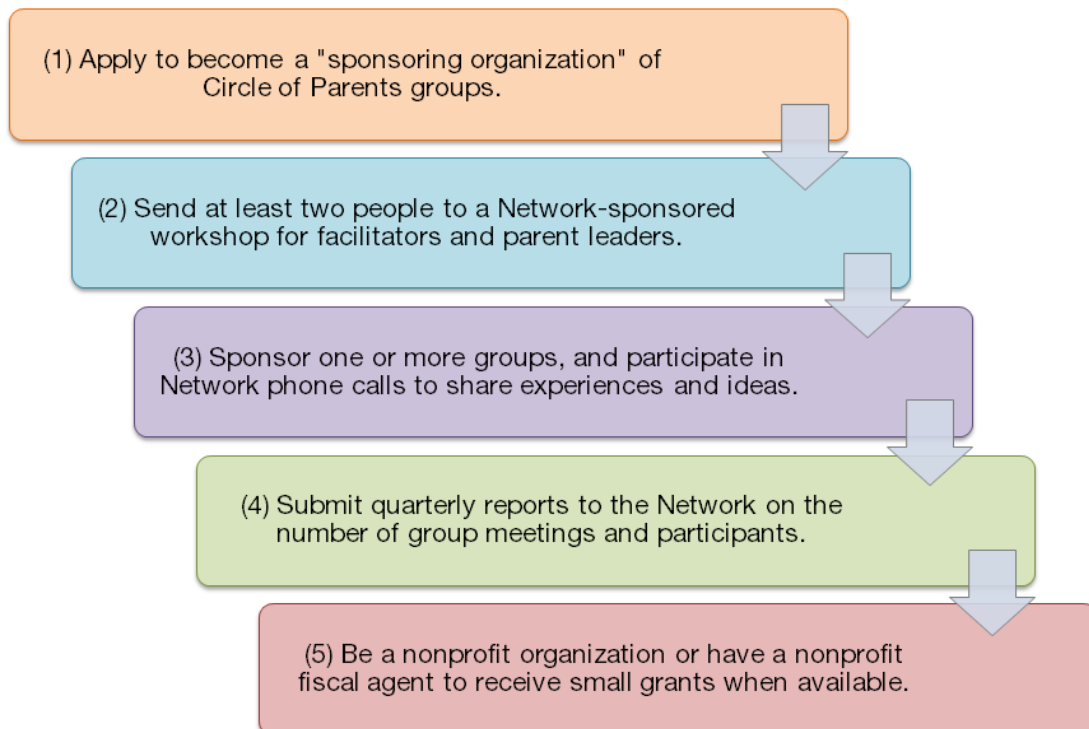 (1) Apply to become a "sponsoring organization" of
Circle of Parents groups.
(2) Send at least two people to a Network-sponsored
workshop for facilitators and parent leaders.
(3) Sponsor one or more groups, and participate in
Network phone calls to share experiences and ideas.
(4) Submit quarterly reports to the Network on the
number of group meetings and participants.
(5) Be a nonprofit organization or have a nonprofit
fiscal agent to receive small grants when available.